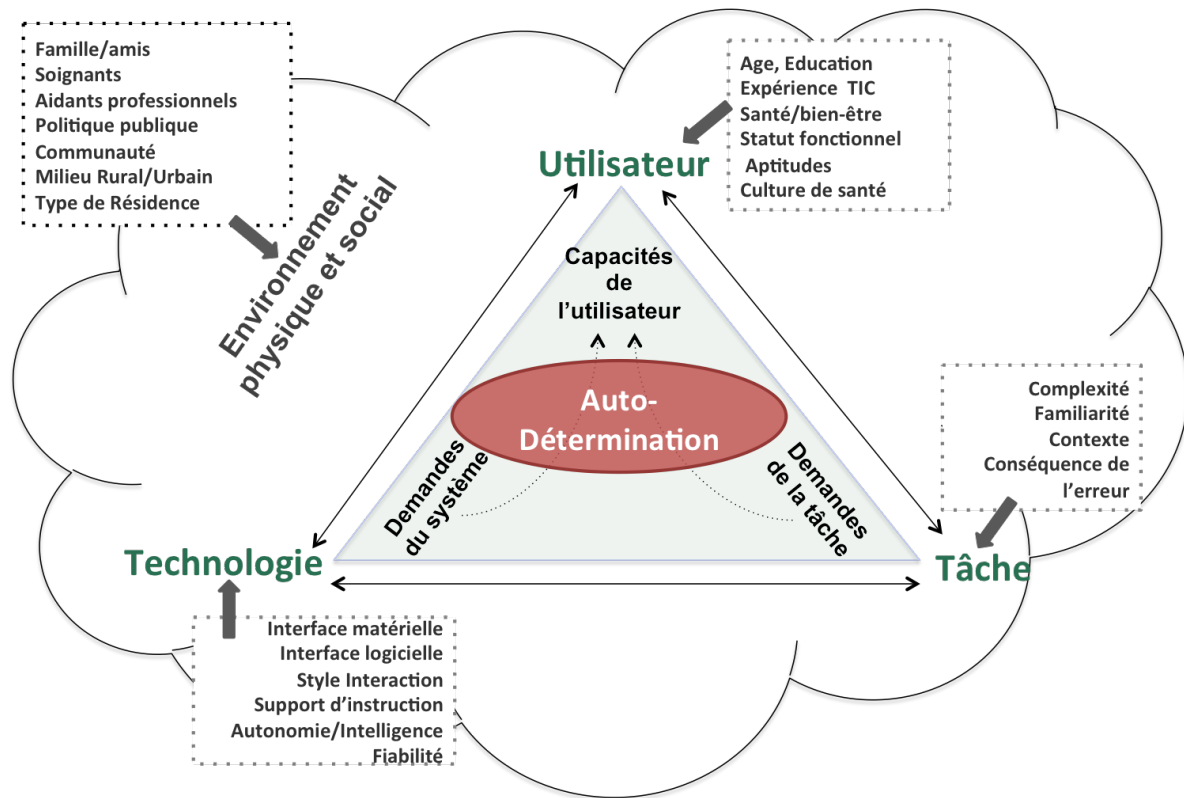 Famille/amis
Soignants
Aidants professionnels
Politique publique
Communauté
Milieu Rural/Urbain
Type de Résidence
Environnement
physique et social
Age, Education
Expérience TIC
Santé/bien-être
Statut fonctionnel
Aptitudes
Culture de santé
Utilisateur
Capacités
de
l'utilisateur
Auto-
Détermination
Demandes
du système
Demandes
de la tâche
Complexité
Familiarité
Contexte
Conséquence de
l'erreur
Technologie
Tâche
Interface matérielle
Interface logicielle
Style Interaction
Support d'instruction
Autonomie/Intelligence
Fiabilité